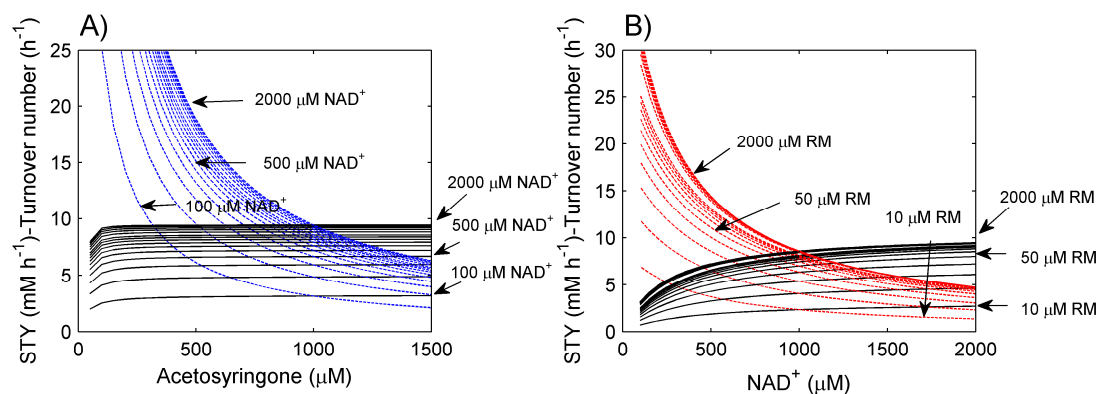 A)
STY (mM h⁻¹)-Turnover number (h⁻¹)
25
20
15
10
5
0
2000 µM NAD⁺
500 µM NAD⁺
100 µM NAD⁺
2000 µM NAD⁺
500 µM NAD⁺
100 µM NAD⁺
0
500
1000
1500
Acetosyringone (µM)
B)
STY (mM h⁻¹)-Turnover number (h⁻¹)
30
25
20
15
10
5
0
2000 µM RM
50 µM RM
10 µM RM
2000 µM RM
50 µM RM
10 µM RM
0
500
1000
1500
2000
NAD⁺ (µM)